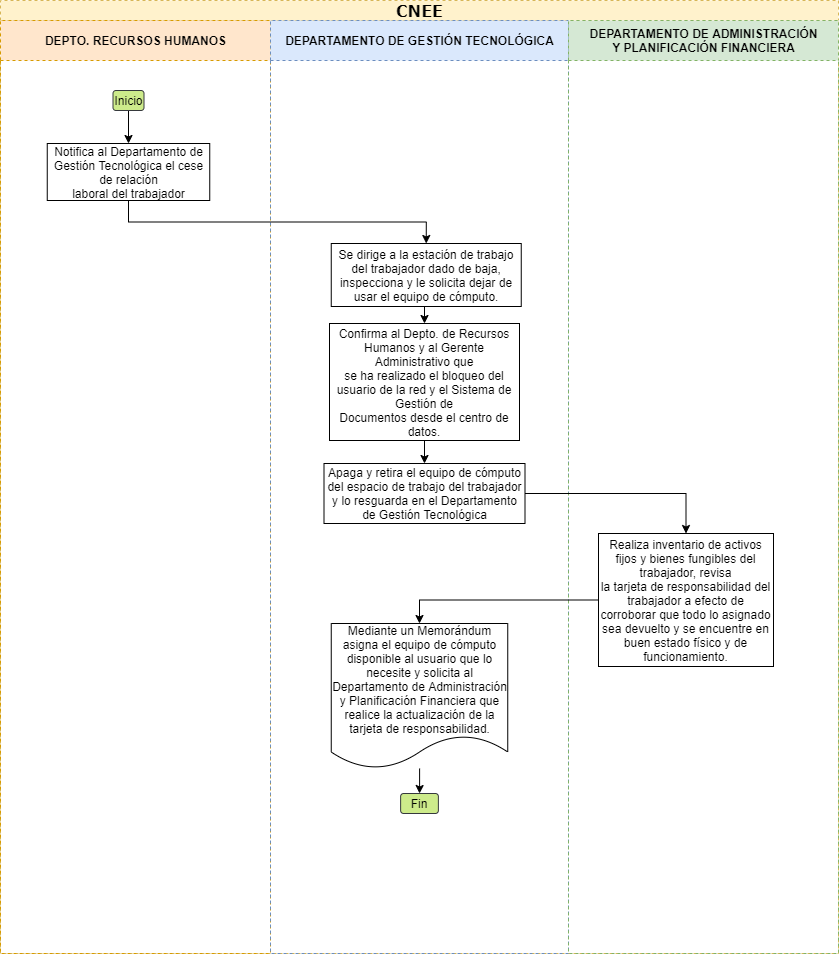 CNEE
DEPTO. RECURSOS HUMANOS
DEPARTAMENTO DE GESTIÓN TECNOLÓGICA
DEPARTAMENTO DE ADMINISTRACIÓN
Y PLANIFICACIÓN FINANCIERA
Inicio
Notifica al Departamento de
Gestión Tecnológica el cese
de relación
laboral del trabajador
Se dirige a la estación de trabajo
del trabajador dado de baja,
inspecciona y le solicita dejar de
usar el equipo de cómputo.
Confirma al Depto. de Recursos
Humanos y al Gerente
Administrativo que
se ha realizado el bloqueo del
usuario de la red y el Sistema de
Gestión de
Documentos desde el centro de
datos.
Apaga y retira el equipo de cómputo
del espacio de trabajo del trabajador
y lo resguarda en el Departamento
de Gestión Tecnológica
Realiza inventario de activos
fijos y bienes fungibles del
trabajador, revisa
la tarjeta de responsabilidad del
trabajador a efecto de
corroborar que todo lo asignado
sea devuelto y se encuentre en
buen estado físico y de
funcionamiento.
Mediante un Memorándum
asigna el equipo de cómputo
disponible al usuario que lo
necesite y solicita al
Departamento de Administración
y Planificación Financiera que
realice la actualización de la
tarjeta de responsabilidad.
Fin